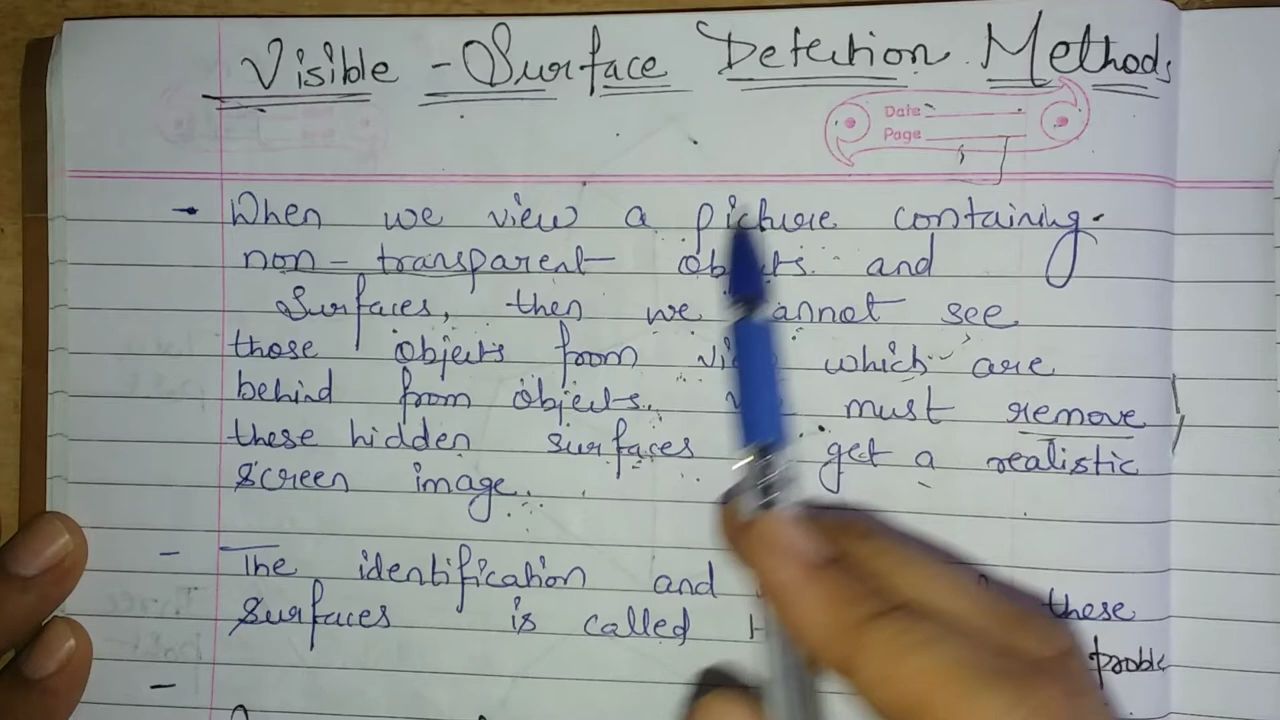 Visible - Surface Detection Methods
Date
Page
- When we view a picture containing
non-transparent objects and
surfaces, then we cannot see
those objects from view which are
behind from objects. must remove
these hidden surfaces get a realistic
screen image.
- The identification and these
surfaces is called
-